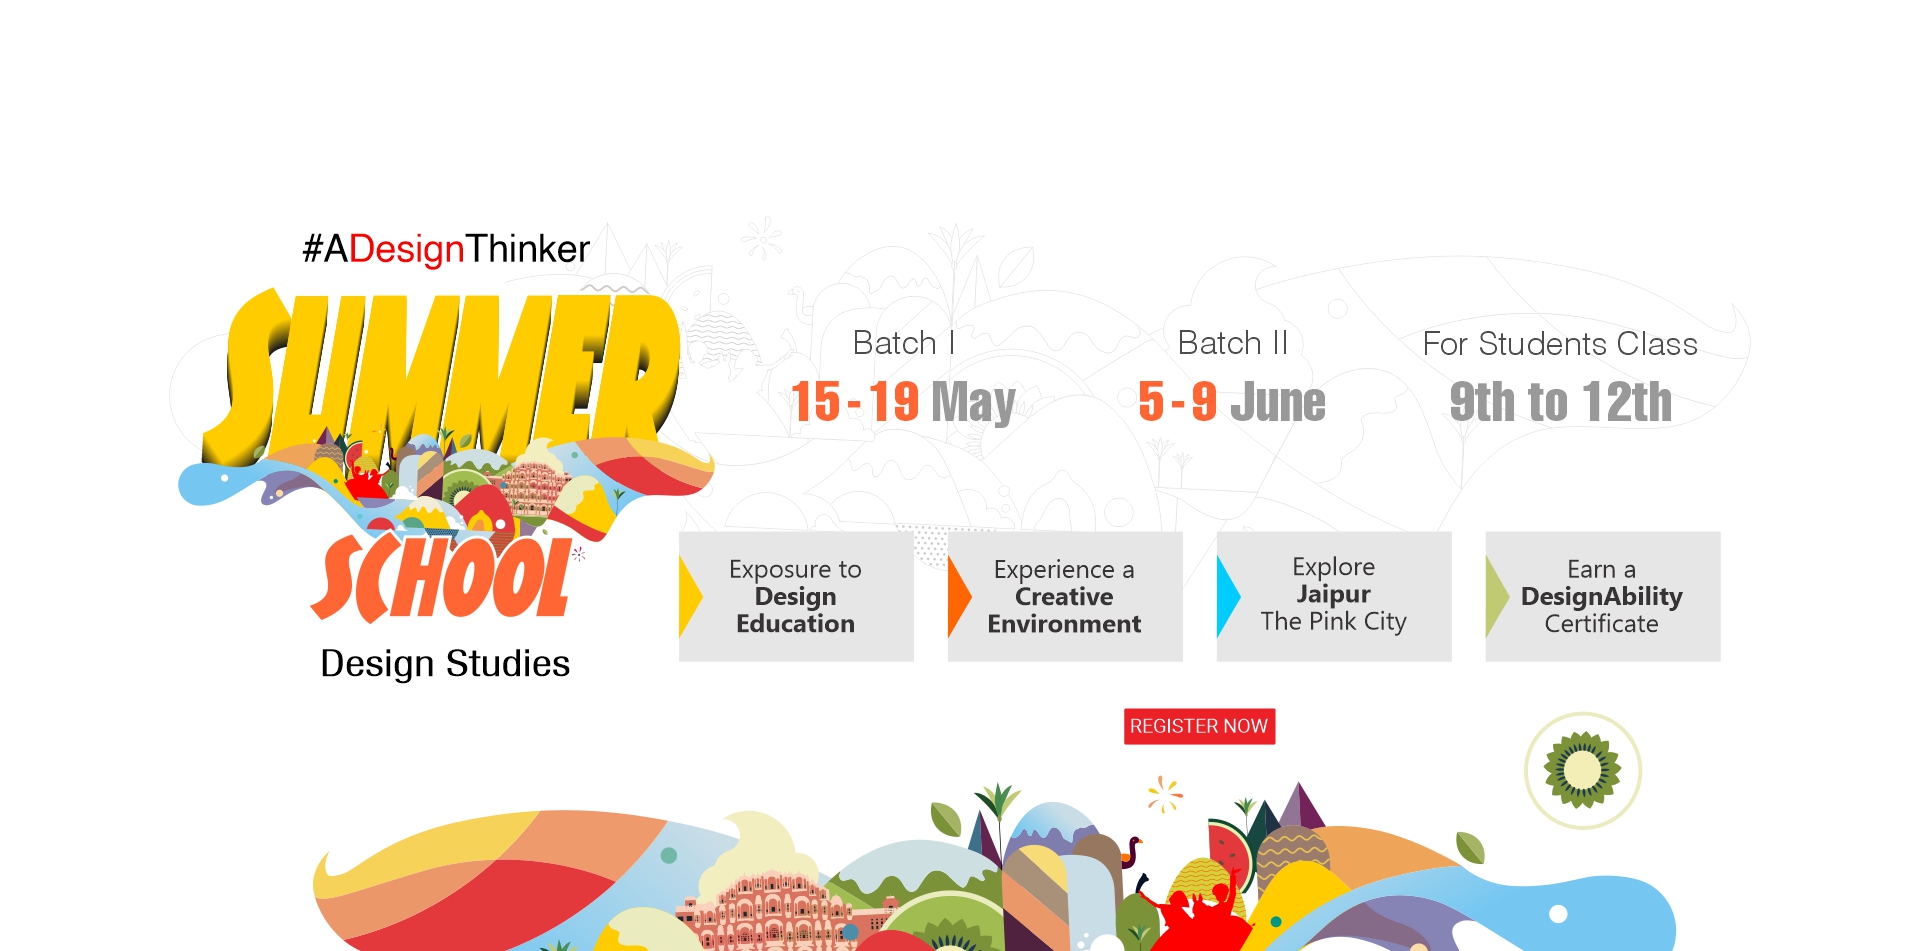 #ADesignThinker
SUMMER
SCHOOL
Design Studies
Batch I
15 - 19 May
Batch II
5 - 9 June
For Students Class
9th to 12th
Exposure to
Design
Education
Experience a
Creative
Environment
Explore
Jaipur
The Pink City
Earn a
DesignAbility
Certificate
REGISTER NOW